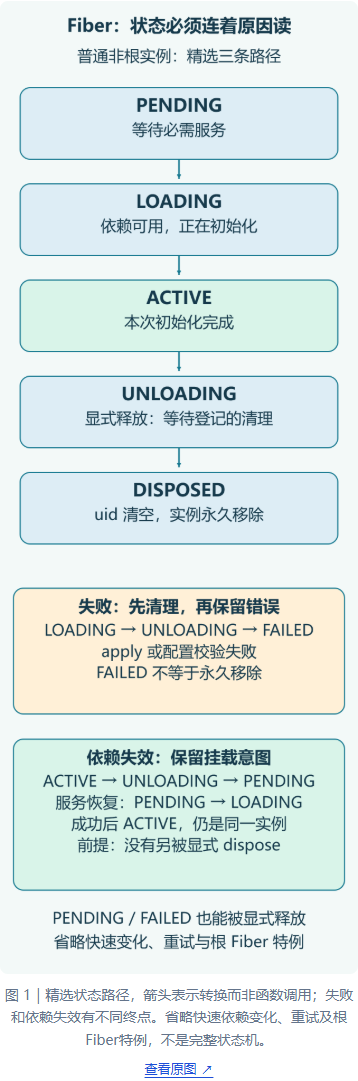 Fiber：状态必须连着原因读
普通非根实例：精选三条路径
PENDING
等待必需服务
LOADING
依赖可用，正在初始化
ACTIVE
本次初始化完成
UNLOADING
显式释放：等待登记的清理
DISPOSED
uid 清空，实例永久移除
失败：先清理，再保留错误
LOADING → UNLOADING → FAILED
apply 或配置校验失败
FAILED 不等于永久移除
依赖失效：保留挂载意图
ACTIVE → UNLOADING → PENDING
服务恢复：PENDING → LOADING
成功后 ACTIVE，仍是同一实例
前提：没有另被显式 dispose
PENDING / FAILED 也能被显式释放
省略快速变化、重试与根 Fiber 特例
图 1｜精选状态路径，箭头表示转换而非函数调用；失败
和依赖失效有不同终点。省略快速依赖变化、重试及根
Fiber特例，不是完整状态机。
查看原图 ↗